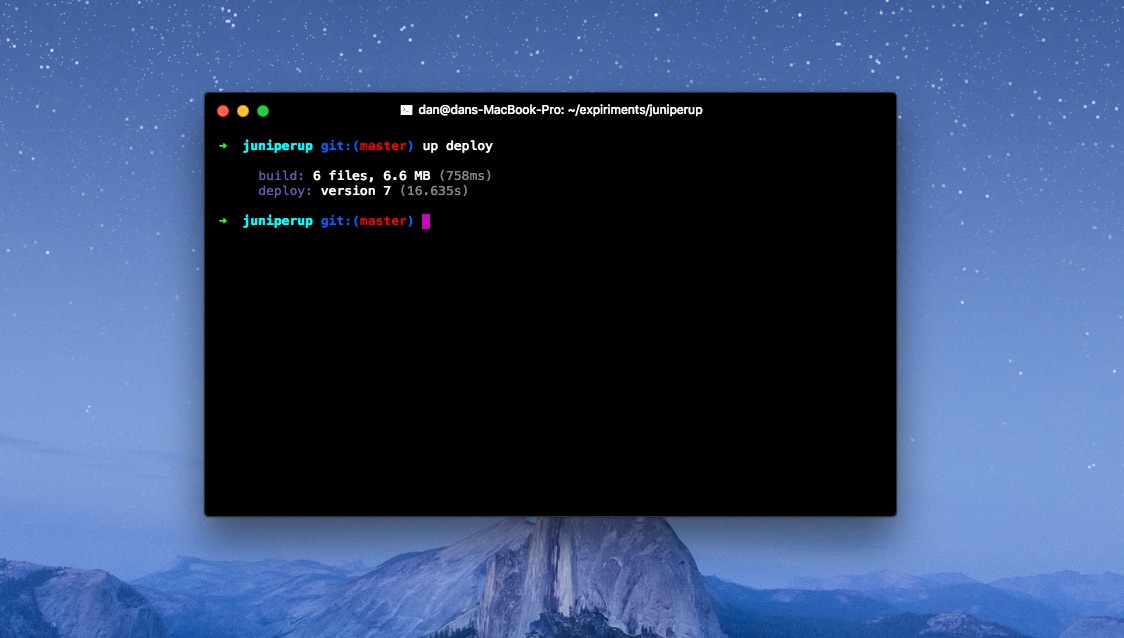 dan@dans-MacBook-Pro: ~/expiriments/juniperup
➜ juniperup git:(master) up deploy
build: 6 files, 6.6 MB (758ms)
deploy: version 7 (16.635s)
➜ juniperup git:(master)